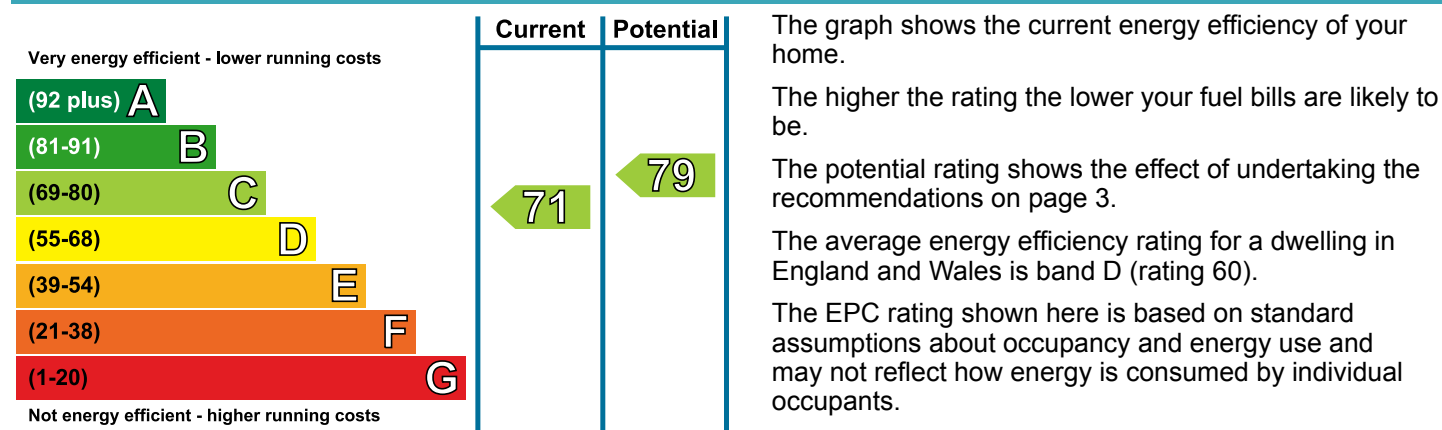 Current Potential
Very energy efficient - lower running costs
(92 plus) A
(81-91) B
(69-80) C
(55-68) D
(39-54) E
(21-38) F
(1-20) G
Not energy efficient - higher running costs
71
79
The graph shows the current energy efficiency of your
home.
The higher the rating the lower your fuel bills are likely to
be.
The potential rating shows the effect of undertaking the
recommendations on page 3.
The average energy efficiency rating for a dwelling in
England and Wales is band D (rating 60).
The EPC rating shown here is based on standard
assumptions about occupancy and energy use and
may not reflect how energy is consumed by individual
occupants.